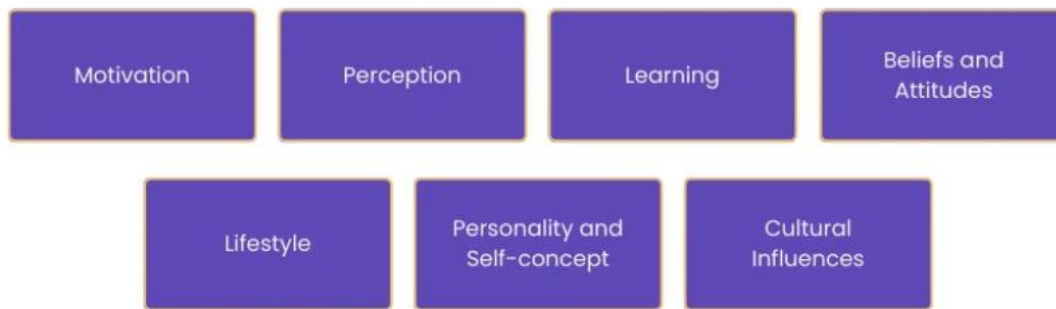 Motivation
Perception
Learning
Beliefs and
Attitudes
Lifestyle
Personality and
Self-concept
Cultural
Influences